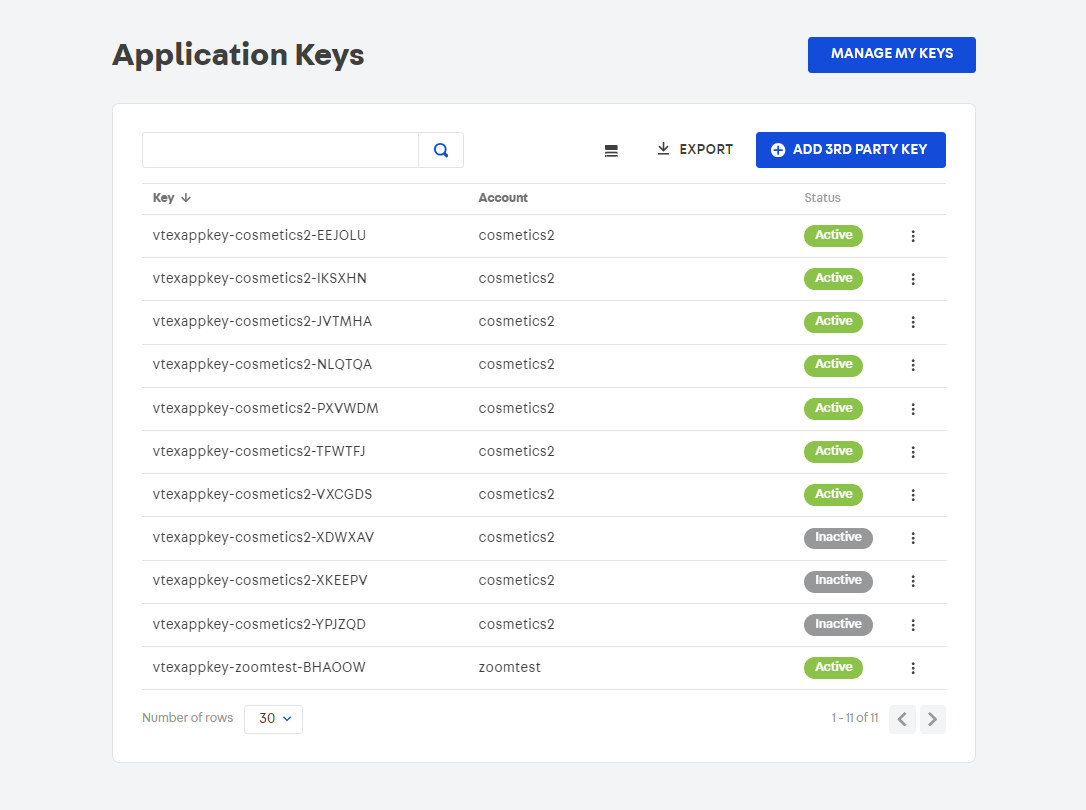 Application Keys
MANAGE MY KEYS
EXPORT
ADD 3RD PARTY KEY
Key Account Status
vtexappkey-cosmetics2-EEJOLU cosmetics2 Active
vtexappkey-cosmetics2-IKSXHN cosmetics2 Active
vtexappkey-cosmetics2-JVTMHA cosmetics2 Active
vtexappkey-cosmetics2-NLQTQA cosmetics2 Active
vtexappkey-cosmetics2-PXVWDM cosmetics2 Active
vtexappkey-cosmetics2-TFWTFJ cosmetics2 Active
vtexappkey-cosmetics2-VXCGDS cosmetics2 Active
vtexappkey-cosmetics2-XDWXAV cosmetics2 Inactive
vtexappkey-cosmetics2-XKEEPV cosmetics2 Inactive
vtexappkey-cosmetics2-YPJZQD cosmetics2 Inactive
vtexappkey-zoomtest-BHAOOW zoomtest Active
Number of rows 30 1 - 11 of 11